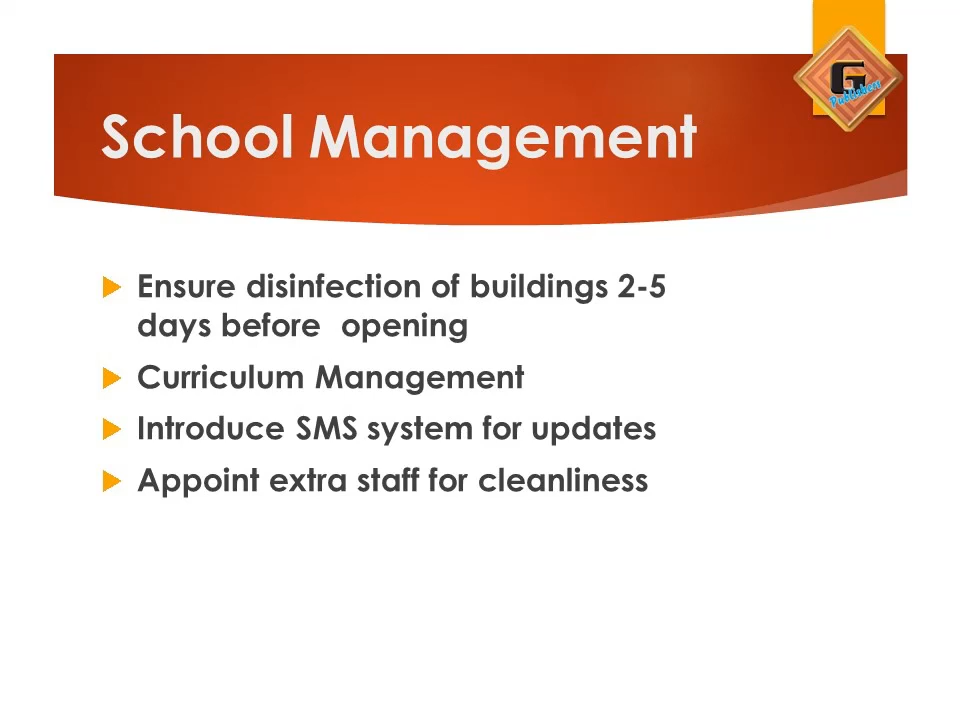 G
Publishers
School Management
Ensure disinfection of buildings 2-5
days before  opening
Curriculum Management
Introduce SMS system for updates
Appoint extra staff for cleanliness